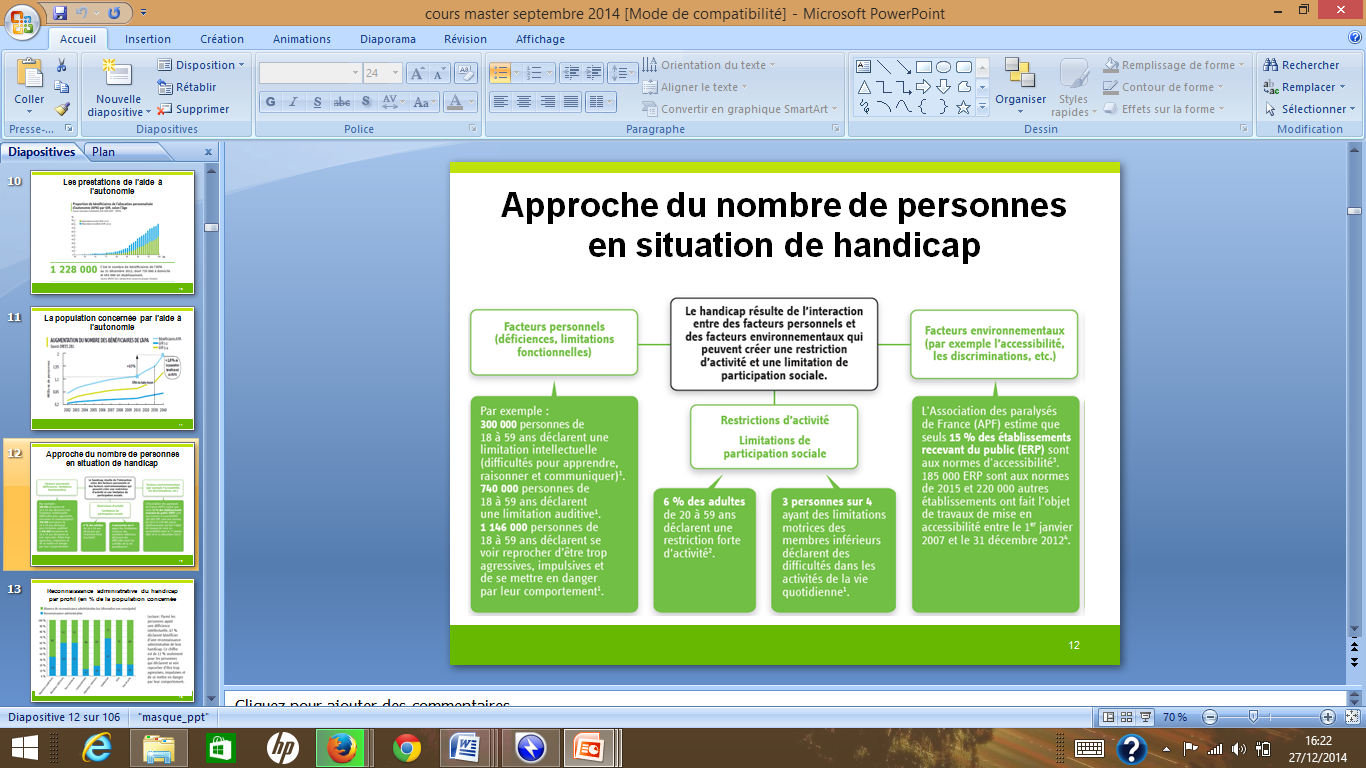 cours master septembre 2014 [Mode de compatibilité] - Microsoft PowerPoint
Accueil
Insertion
Création
Animations
Diaporama
Révision
Affichage
Coller
Nouvelle
diapositive
Disposition
Rétablir
Supprimer
24
G I S abc S AV Aa A
Orientation du texte
Aligner le texte
Convertir en graphique SmartArt
Organiser
Styles
rapides
Remplissage de forme
Contour de forme
Effets sur la forme
Rechercher
Remplacer
Sélectionner
Presse-...
Diapositives
Police
Paragraphe
Dessin
Modification
Diapositives
Plan
x
10
Les prestations de l'aide à
l'autonomie
1 228 000
11
La population concernée par l'aide à
l'autonomie
AUGMENTATION DU NOMBRE DES BÉNÉFICIAIRES DE L'APA
12
Approche du nombre de personnes
en situation de handicap
13
Reconnaissance administrative du handicap
par profil (en % de la population concernée
Approche du nombre de personnes
en situation de handicap
Facteurs personnels
(déficiences, limitations
fonctionnelles)
Le handicap résulte de l'interaction
entre des facteurs personnels et
des facteurs environnementaux qui
peuvent créer une restriction
d'activité et une limitation de
participation sociale.
Facteurs environnementaux
(par exemple l'accessibilité,
les discriminations, etc.)
Par exemple :
300 000 personnes de
18 à 59 ans déclarent une
limitation intellectuelle
(difficultés pour apprendre,
raisonner et communiquer)¹.
740 000 personnes de
18 à 59 ans déclarent
une limitation auditive¹.
1 146 000 personnes de
18 à 59 ans déclarent se
voir reprocher d'être trop
agressives, impulsives et
de se mettre en danger
par leur comportement¹.
Restrictions d'activité
Limitations de
participation sociale
6 % des adultes
de 20 à 59 ans
déclarent une
restriction forte
d'activité².
3 personnes sur 4
ayant des limitations
motrices des
membres inférieurs
déclarent des
difficultés dans les
activités de la vie
quotidienne¹.
L'Association des paralysés
de France (APF) estime que
seuls 15 % des établissements
recevant du public (ERP) sont
aux normes d'accessibilité³.
185 000 ERP sont aux normes
de 2015 et 220 000 autres
établissements ont fait l'objet
de travaux de mise en
accessibilité entre le 1er janvier
2007 et le 31 décembre 2012⁴.
12
Cliquez pour ajouter des commentaires
Diapositive 12 sur 106
"masque_ppt"
70 %
16:22
27/12/2014